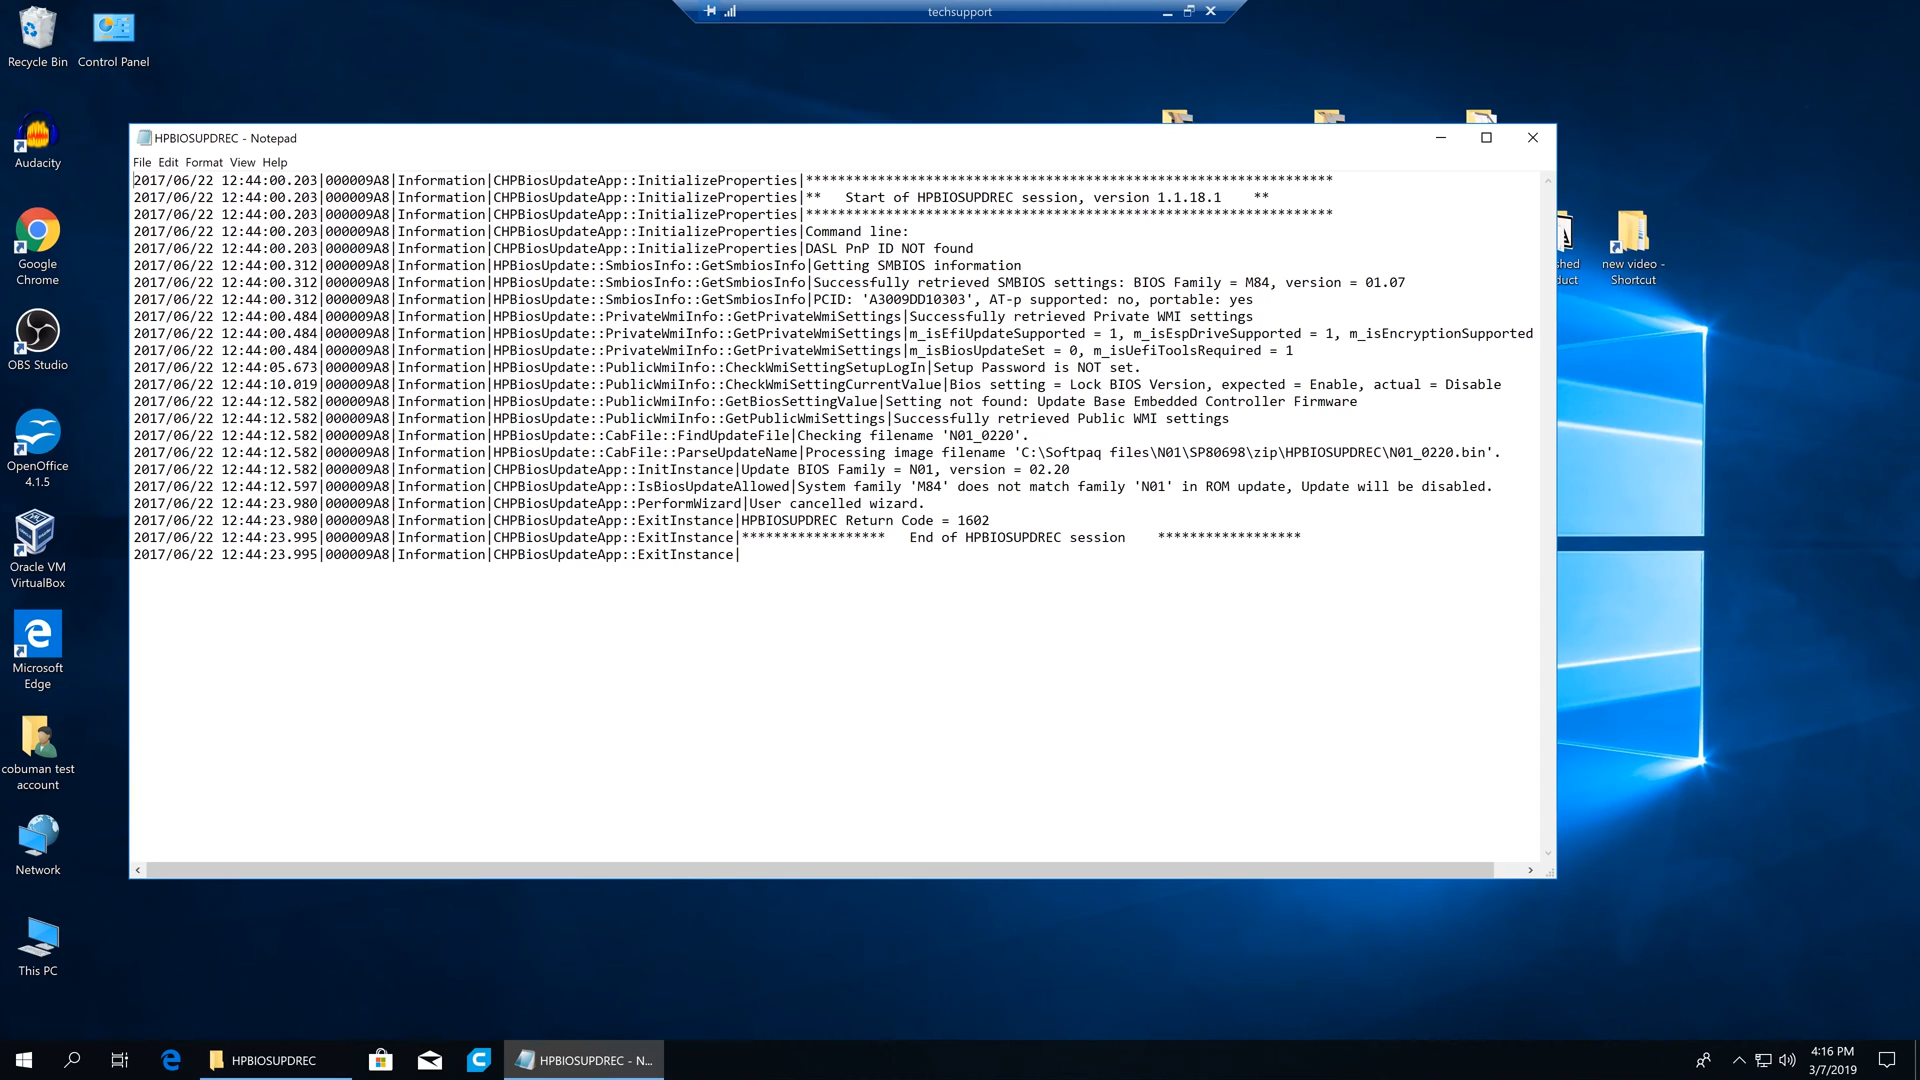 techsupport
Recycle Bin
Control Panel
Audacity
Google
Chrome
OBS Studio
OpenOffice
4.1.5
Oracle VM
VirtualBox
Microsoft
Edge
cobuman test
account
Network
This PC
HPBIOSUPDREC - Notepad
File Edit Format View Help
2017/06/22 12:44:00.203|000009A8|Information|CHPBiosUpdateApp::InitializeProperties|******************************************************************
2017/06/22 12:44:00.203|000009A8|Information|CHPBiosUpdateApp::InitializeProperties|**   Start of HPBIOSUPDREC session, version 1.1.18.1    **
2017/06/22 12:44:00.203|000009A8|Information|CHPBiosUpdateApp::InitializeProperties|******************************************************************
2017/06/22 12:44:00.203|000009A8|Information|CHPBiosUpdateApp::InitializeProperties|Command line:
2017/06/22 12:44:00.203|000009A8|Information|CHPBiosUpdateApp::InitializeProperties|DASL PnP ID NOT found
2017/06/22 12:44:00.312|000009A8|Information|HPBiosUpdate::SmbiosInfo::GetSmbiosInfo|Getting SMBIOS information
2017/06/22 12:44:00.312|000009A8|Information|HPBiosUpdate::SmbiosInfo::GetSmbiosInfo|Successfully retrieved SMBIOS settings: BIOS Family = M84, version = 01.07
2017/06/22 12:44:00.312|000009A8|Information|HPBiosUpdate::SmbiosInfo::GetSmbiosInfo|PCID: 'A3009DD10303', AT-p supported: no, portable: yes
2017/06/22 12:44:00.484|000009A8|Information|HPBiosUpdate::PrivateWmiInfo::GetPrivateWmiSettings|Successfully retrieved Private WMI settings
2017/06/22 12:44:00.484|000009A8|Information|HPBiosUpdate::PrivateWmiInfo::GetPrivateWmiSettings|m_isEfiUpdateSupported = 1, m_isEspDriveSupported = 1, m_isEncryptionSupported
2017/06/22 12:44:00.484|000009A8|Information|HPBiosUpdate::PrivateWmiInfo::GetPrivateWmiSettings|m_isBiosUpdateSet = 0, m_isUefiToolsRequired = 1
2017/06/22 12:44:05.673|000009A8|Information|HPBiosUpdate::PublicWmiInfo::CheckWmiSettingSetupLogIn|Setup Password is NOT set.
2017/06/22 12:44:10.019|000009A8|Information|HPBiosUpdate::PublicWmiInfo::CheckWmiSettingCurrentValue|Bios setting = Lock BIOS Version, expected = Enable, actual = Disable
2017/06/22 12:44:12.582|000009A8|Information|HPBiosUpdate::PublicWmiInfo::GetBiosSettingValue|Setting not found: Update Base Embedded Controller Firmware
2017/06/22 12:44:12.582|000009A8|Information|HPBiosUpdate::PublicWmiInfo::GetPublicWmiSettings|Successfully retrieved Public WMI settings
2017/06/22 12:44:12.582|000009A8|Information|HPBiosUpdate::CabFile::FindUpdateFile|Checking filename 'N01_0220'.
2017/06/22 12:44:12.582|000009A8|Information|HPBiosUpdate::CabFile::ParseUpdateName|Processing image filename 'C:\Softpaq files\N01\SP80698\zip\HPBIOSUPDREC\N01_0220.bin'.
2017/06/22 12:44:12.582|000009A8|Information|CHPBiosUpdateApp::InitInstance|Update BIOS Family = N01, version = 02.20
2017/06/22 12:44:12.597|000009A8|Information|CHPBiosUpdateApp::IsBiosUpdateAllowed|System family 'M84' does not match family 'N01' in ROM update, Update will be disabled.
2017/06/22 12:44:23.980|000009A8|Information|CHPBiosUpdateApp::PerformWizard|User cancelled wizard.
2017/06/22 12:44:23.980|000009A8|Information|CHPBiosUpdateApp::ExitInstance|HPBIOSUPDREC Return Code = 1602
2017/06/22 12:44:23.995|000009A8|Information|CHPBiosUpdateApp::ExitInstance|******************   End of HPBIOSUPDREC session    ******************
2017/06/22 12:44:23.995|000009A8|Information|CHPBiosUpdateApp::ExitInstance|
shed
duct
new video -
Shortcut
HPBIOSUPDREC
HPBIOSUPDREC - N...
4:16 PM
3/7/2019